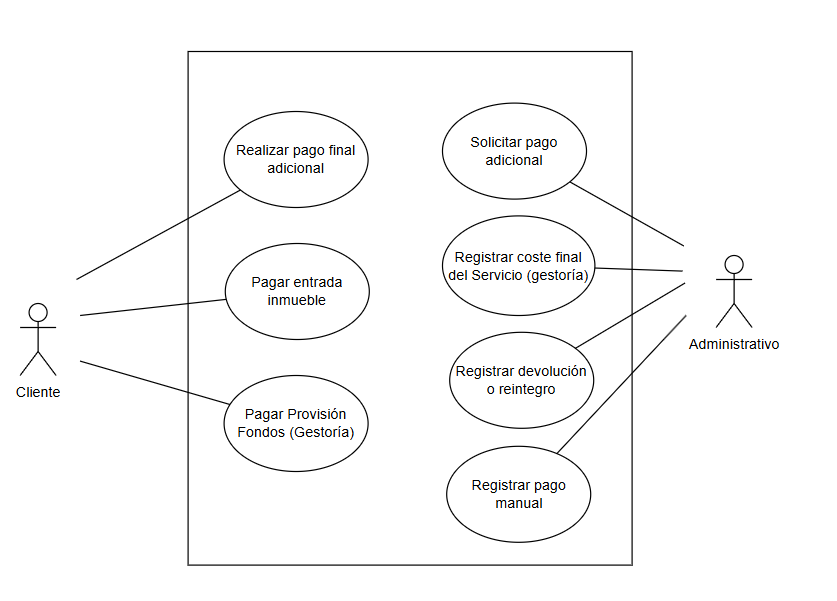 Realizar pago final
adicional
Pagar entrada
inmueble
Pagar Provisión
Fondos (Gestoría)
Cliente
Solicitar pago
adicional
Registrar coste final
del Servicio (gestoría)
Registrar devolución
o reintegro
Registrar pago
manual
Administrativo